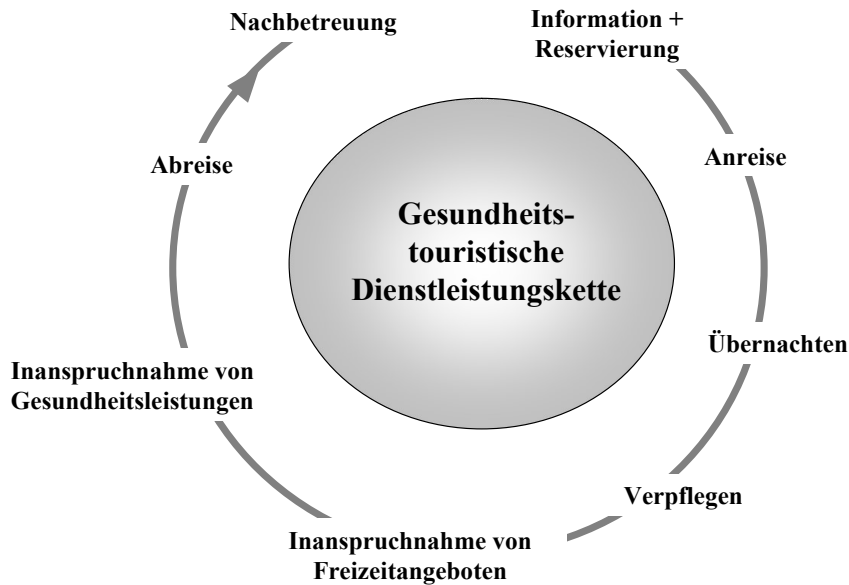 Nachbetreuung
Information +
Reservierung
Abreise
Anreise
Gesundheits-
touristische
Dienstleistungskette
Übernachten
Inanspruchnahme von
Gesundheitsleistungen
Verpflegen
Inanspruchnahme von
Freizeitangeboten